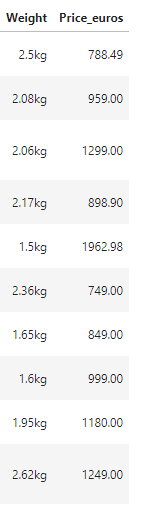 Weight Price_euros
2.5kg 788.49
2.08kg 959.00
2.06kg 1299.00
2.17kg 898.90
1.5kg 1962.98
2.36kg 749.00
1.65kg 849.00
1.6kg 999.00
1.95kg 1180.00
2.62kg 1249.00